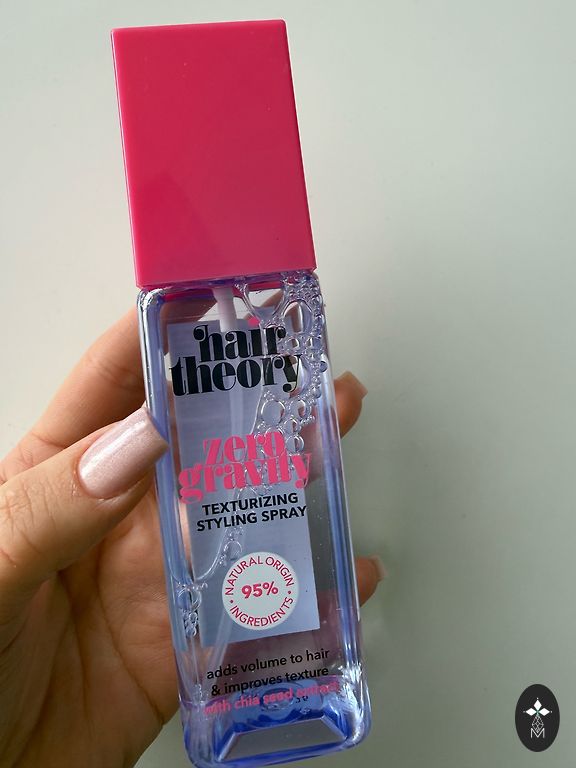 hair
theory
zero
gravity
TEXTURIZING
STYLING SPRAY
NATURAL ORIGIN
95%
INGREDIENTS
adds volume to hair
& improves texture
with chia seed extract
M